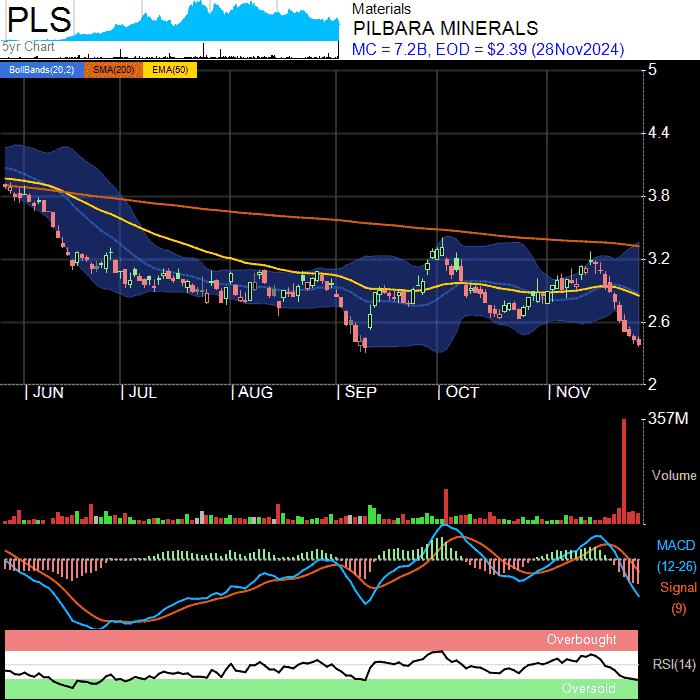 PLS
5yr Chart
Materials
PILBARA MINERALS
MC = 7.2B, EOD = $2.39 (28Nov2024)
BollBands(20,2) SMA(200) EMA(50)
5
4.4
3.8
3.2
2.6
2
JUN JUL AUG SEP OCT NOV
357M
Volume
MACD
(12-26)
Signal
(9)
Overbought
RSI(14)
Oversold